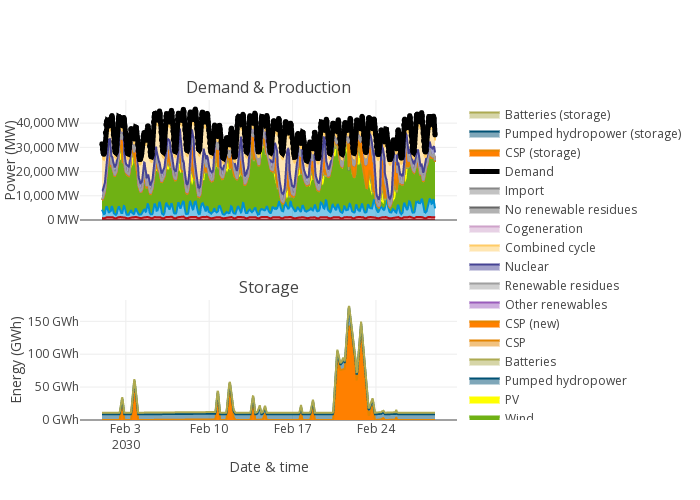 Demand & Production
Power (MW)
40,000 MW
30,000 MW
20,000 MW
10,000 MW
0 MW
Storage
Energy (GWh)
150 GWh
100 GWh
50 GWh
0 GWh
Feb 3
2030
Feb 10
Feb 17
Feb 24
Date & time
Batteries (storage)
Pumped hydropower (storage)
CSP (storage)
Demand
Import
No renewable residues
Cogeneration
Combined cycle
Nuclear
Renewable residues
Other renewables
CSP (new)
CSP
Batteries
Pumped hydropower
PV
Wind